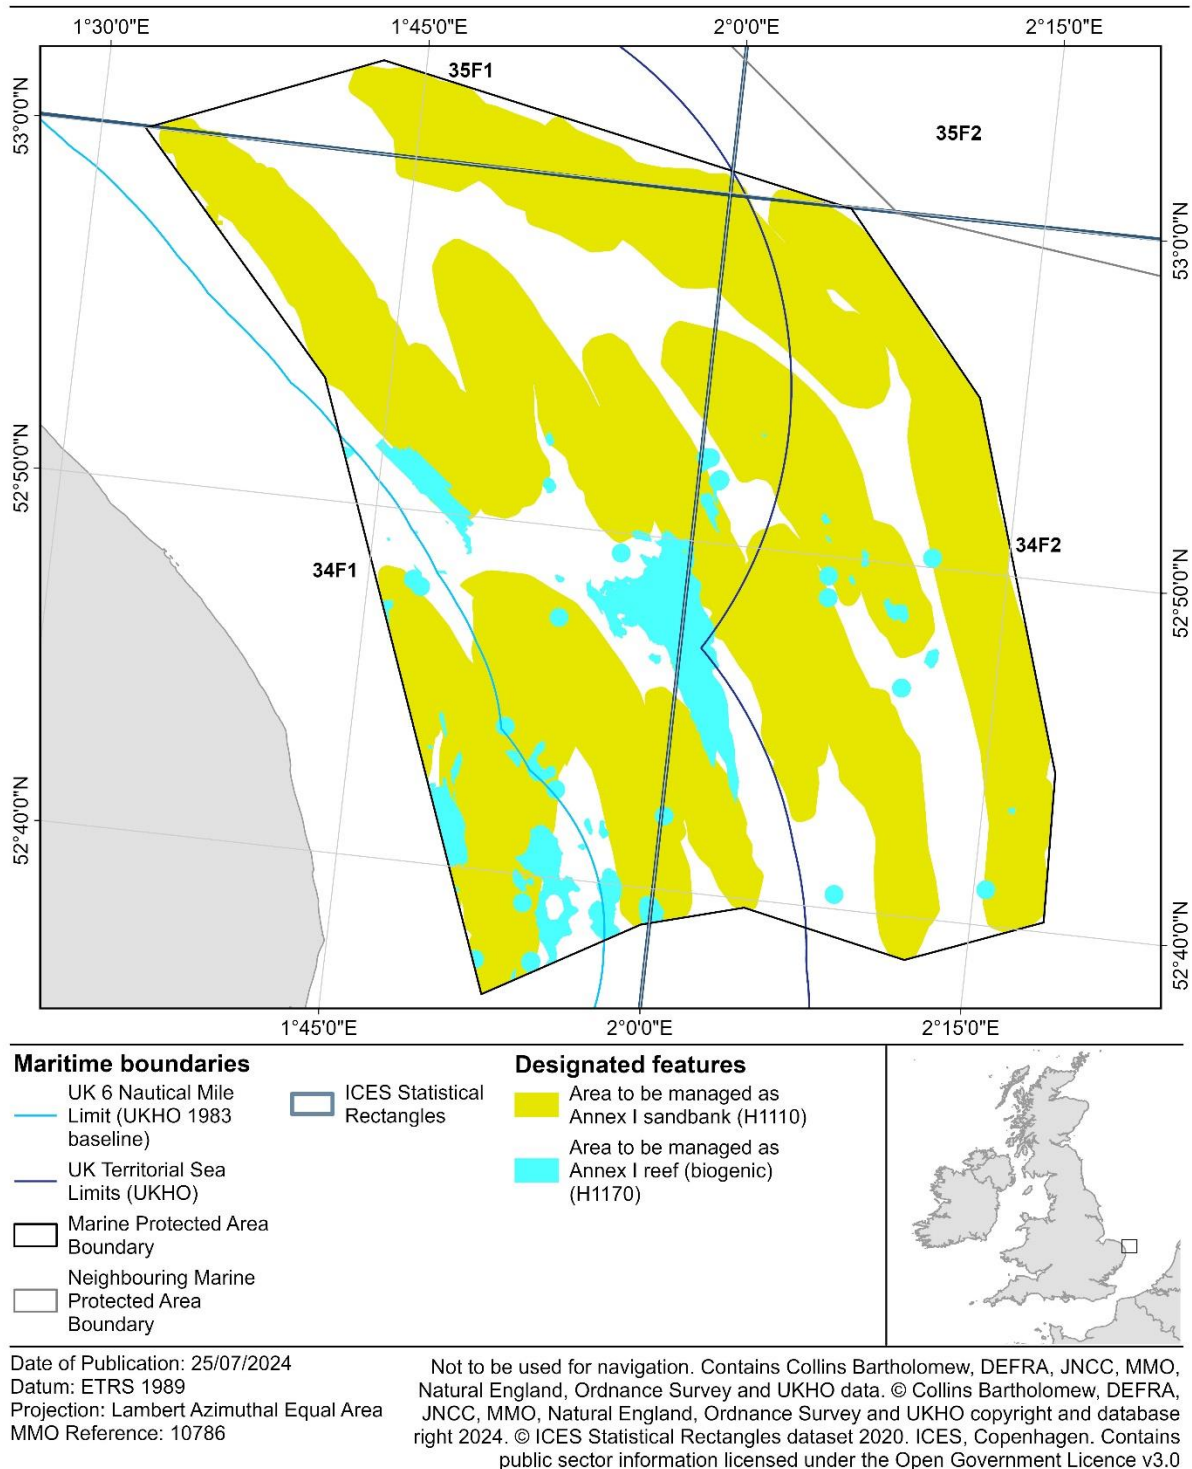 1°30'0"E
1°45'0"E
2°0'0"E
2°15'0"E
35F1
35F2
53°0'0"N
53°0'0"N
52°50'0"N
34F1
34F2
52°50'0"N
52°40'0"N
52°40'0"N
1°45'0"E
2°0'0"E
2°15'0"E
Maritime boundaries
UK 6 Nautical Mile
Limit (UKHO 1983
baseline)
UK Territorial Sea
Limits (UKHO)
Marine Protected Area
Boundary
Neighbouring Marine
Protected Area
Boundary
ICES Statistical
Rectangles
Designated features
Area to be managed as
Annex I sandbank (H1110)
Area to be managed as
Annex I reef (biogenic)
(H1170)
Date of Publication: 25/07/2024
Datum: ETRS 1989
Projection: Lambert Azimuthal Equal Area
MMO Reference: 10786
Not to be used for navigation. Contains Collins Bartholomew, DEFRA, JNCC, MMO,
Natural England, Ordnance Survey and UKHO data. © Collins Bartholomew, DEFRA,
JNCC, MMO, Natural England, Ordnance Survey and UKHO copyright and database
right 2024. © ICES Statistical Rectangles dataset 2020. ICES, Copenhagen. Contains
public sector information licensed under the Open Government Licence v3.0